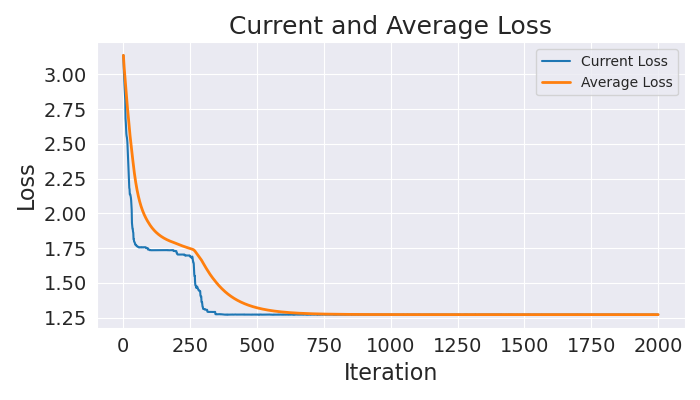 Current and Average Loss
Current Loss
Average Loss
3.00
2.75
2.50
2.25
2.00
1.75
1.50
1.25
Loss
0 250 500 750 1000 1250 1500 1750 2000
Iteration